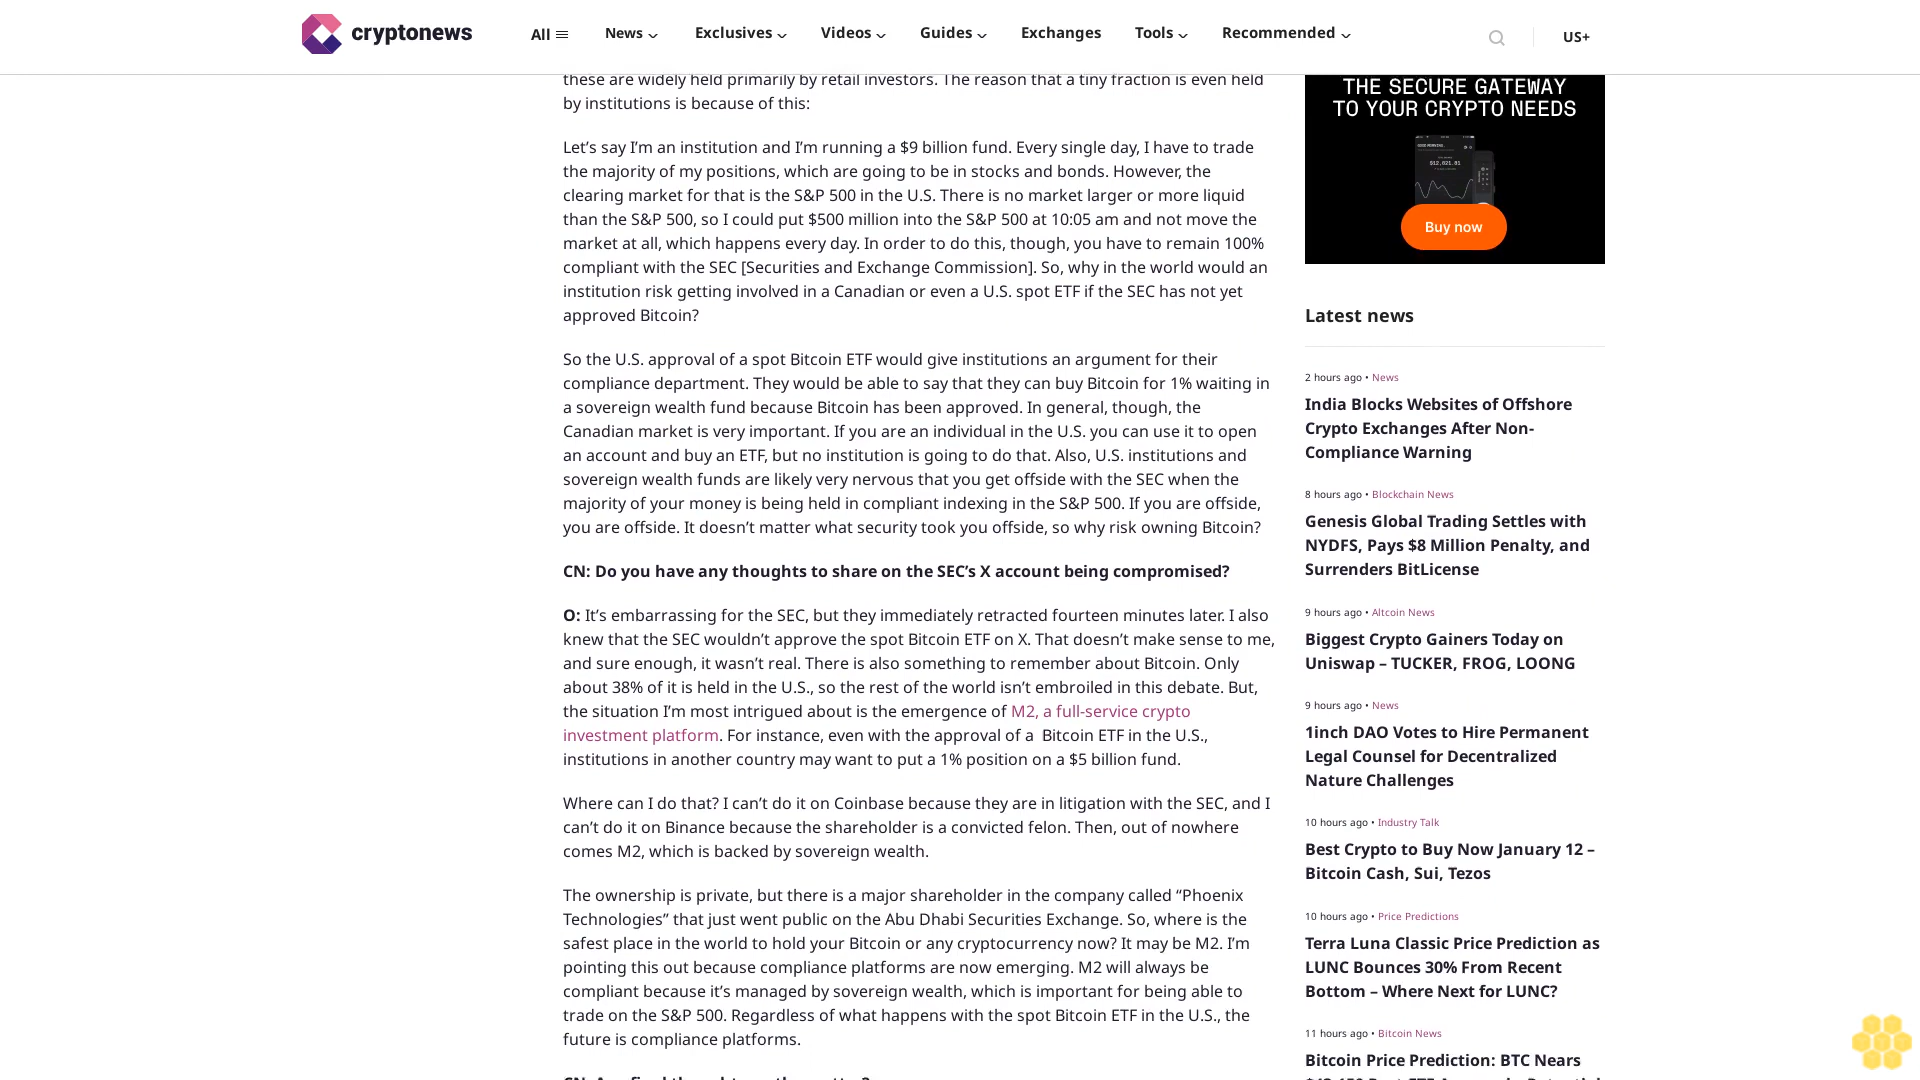 cryptonews
All
News
Exclusives
Videos
Guides
Exchanges
Tools
Recommended
US+
these are widely held primarily by retail investors. The reason that a tiny fraction is even held
by institutions is because of this:
Let’s say I’m an institution and I’m running a $9 billion fund. Every single day, I have to trade
the majority of my positions, which are going to be in stocks and bonds. However, the
clearing market for that is the S&P 500 in the U.S. There is no market larger or more liquid
than the S&P 500, so I could put $500 million into the S&P 500 at 10:05 am and not move the
market at all, which happens every day. In order to do this, though, you have to remain 100%
compliant with the SEC [Securities and Exchange Commission]. So, why in the world would an
institution risk getting involved in a Canadian or even a U.S. spot ETF if the SEC has not yet
approved Bitcoin?
So the U.S. approval of a spot Bitcoin ETF would give institutions an argument for their
compliance department. They would be able to say that they can buy Bitcoin for 1% waiting in
a sovereign wealth fund because Bitcoin has been approved. In general, though, the
Canadian market is very important. If you are an individual in the U.S. you can use it to open
an account and buy an ETF, but no institution is going to do that. Also, U.S. institutions and
sovereign wealth funds are likely very nervous that you get offside with the SEC when the
majority of your money is being held in compliant indexing in the S&P 500. If you are offside,
you are offside. It doesn’t matter what security took you offside, so why risk owning Bitcoin?
CN: Do you have any thoughts to share on the SEC’s X account being compromised?
O: It’s embarrassing for the SEC, but they immediately retracted fourteen minutes later. I also
knew that the SEC wouldn’t approve the spot Bitcoin ETF on X. That doesn’t make sense to me,
and sure enough, it wasn’t real. There is also something to remember about Bitcoin. Only
about 38% of it is held in the U.S., so the rest of the world isn’t embroiled in this debate. But,
the situation I’m most intrigued about is the emergence of M2, a full-service crypto
investment platform. For instance, even with the approval of a  Bitcoin ETF in the U.S.,
institutions in another country may want to put a 1% position on a $5 billion fund.
Where can I do that? I can’t do it on Coinbase because they are in litigation with the SEC, and I
can’t do it on Binance because the shareholder is a convicted felon. Then, out of nowhere
comes M2, which is backed by sovereign wealth.
The ownership is private, but there is a major shareholder in the company called “Phoenix
Technologies” that just went public on the Abu Dhabi Securities Exchange. So, where is the
safest place in the world to hold your Bitcoin or any cryptocurrency now? It may be M2. I’m
pointing this out because compliance platforms are now emerging. M2 will always be
compliant because it’s managed by sovereign wealth, which is important for being able to
trade on the S&P 500. Regardless of what happens with the spot Bitcoin ETF in the U.S., the
future is compliance platforms.
THE SECURE GATEWAY
TO YOUR CRYPTO NEEDS
$12,021.01
Buy now
Latest news
2 hours ago • News
India Blocks Websites of Offshore
Crypto Exchanges After Non-
Compliance Warning
8 hours ago • Blockchain News
Genesis Global Trading Settles with
NYDFS, Pays $8 Million Penalty, and
Surrenders BitLicense
9 hours ago • Altcoin News
Biggest Crypto Gainers Today on
Uniswap – TUCKER, FROG, LOONG
9 hours ago • News
1inch DAO Votes to Hire Permanent
Legal Counsel for Decentralized
Nature Challenges
10 hours ago • Industry Talk
Best Crypto to Buy Now January 12 –
Bitcoin Cash, Sui, Tezos
10 hours ago • Price Predictions
Terra Luna Classic Price Prediction as
LUNC Bounces 30% From Recent
Bottom – Where Next for LUNC?
11 hours ago • Bitcoin News
Bitcoin Price Prediction: BTC Nears